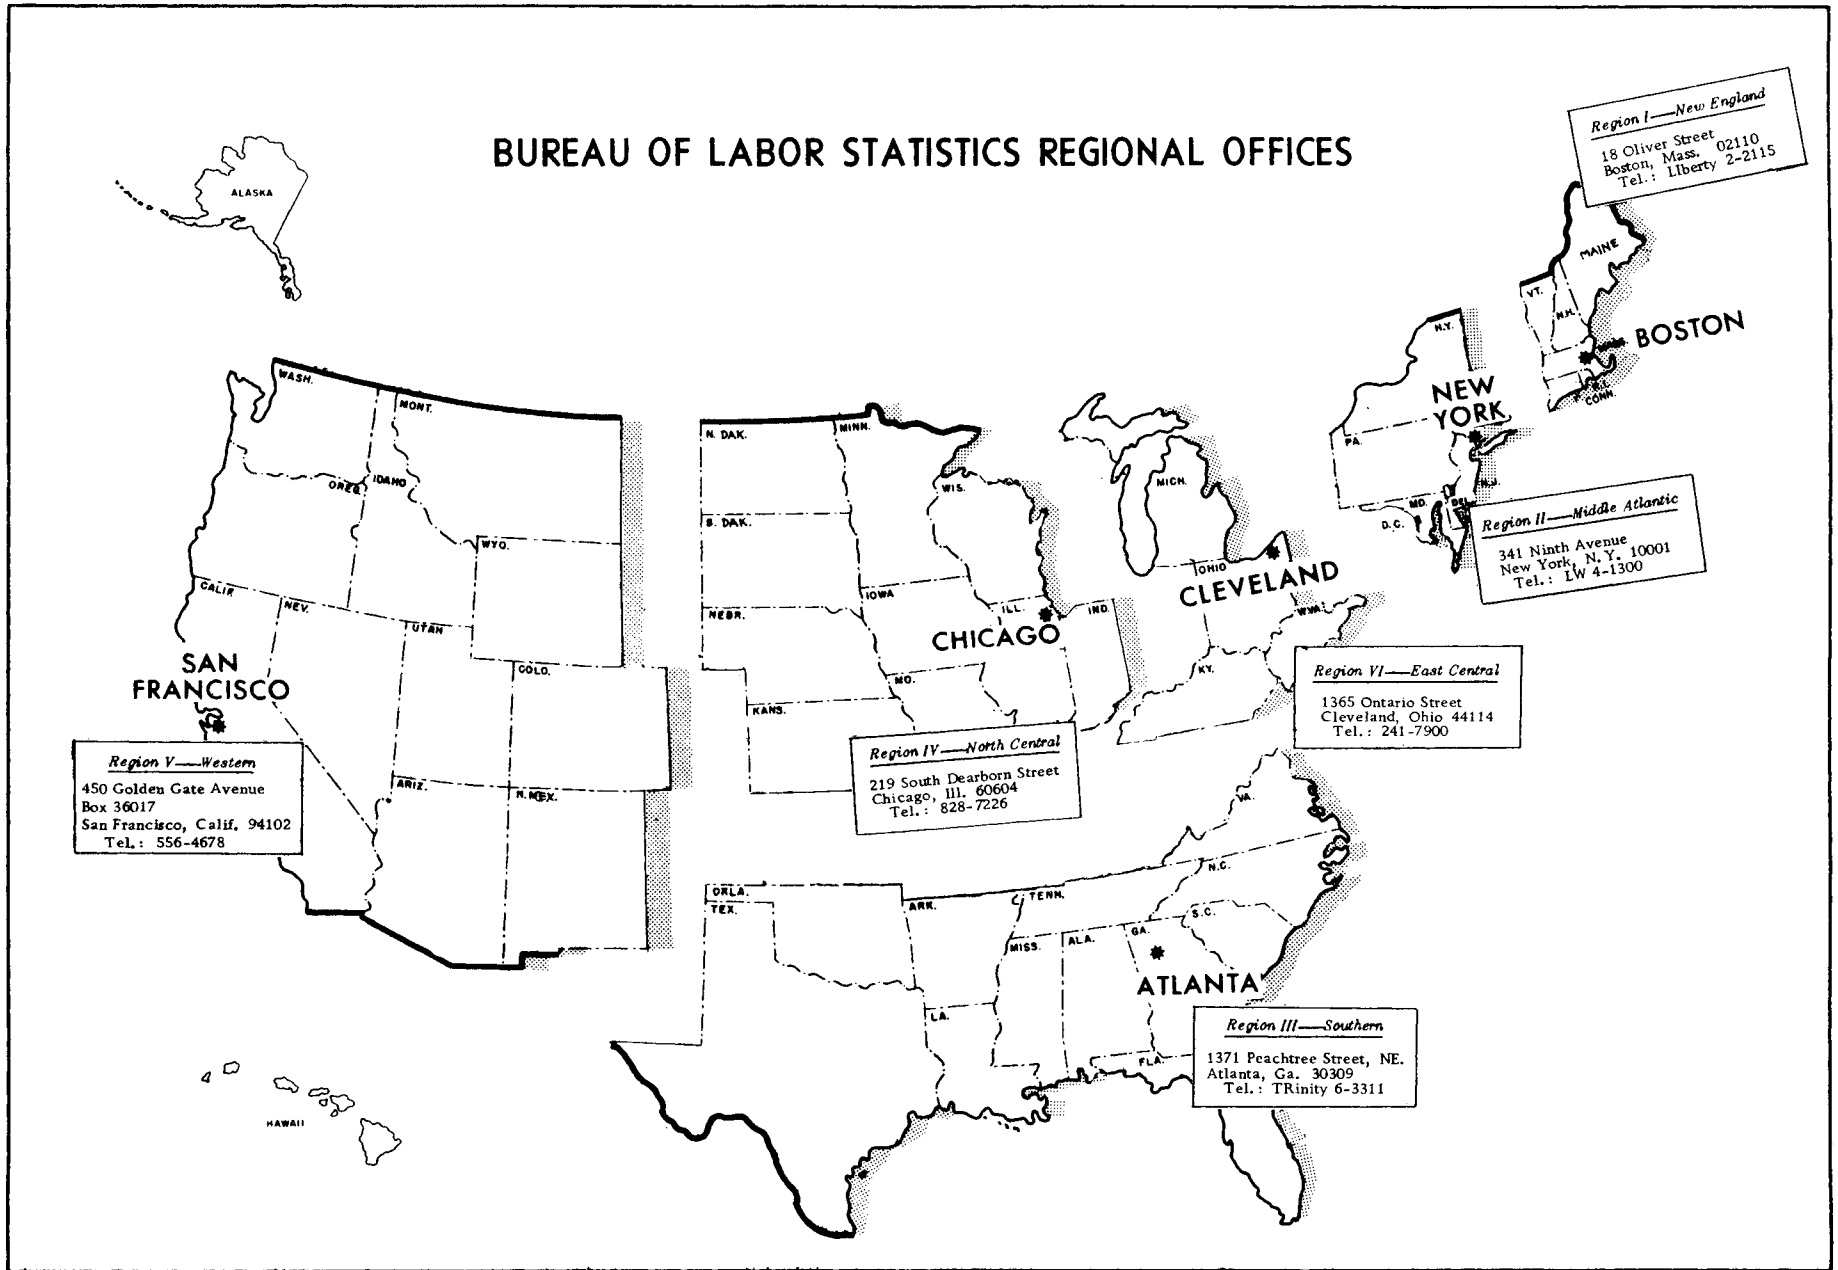 BUREAU OF LABOR STATISTICS REGIONAL OFFICES
Region I—New England
18 Oliver Street
Boston, Mass. 02110
Tel.: LIberty 2-2115
ALASKA
MAINE
VT.
N.H.
BOSTON
R.I.
CONN.
N.Y.
NEW
YORK
PA.
N.J.
MD.
DEL.
D.C.
Region II—Middle Atlantic
341 Ninth Avenue
New York, N.Y. 10001
Tel.: LW 4-1300
WASH.
MONT.
OREG.
IDAHO
WYO.
CALIF.
NEV.
UTAH
COLO.
SAN
FRANCISCO
ARIZ.
N.MEX.
Region V—Western
450 Golden Gate Avenue
Box 36017
San Francisco, Calif. 94102
Tel.: 556-4678
N. DAK.
MINN.
S. DAK.
WIS.
IOWA
NEBR.
ILL.
IND.
CHICAGO
MO.
KANS.
Region IV—North Central
219 South Dearborn Street
Chicago, Ill. 60604
Tel.: 828-7226
MICH.
OHIO
CLEVELAND
W.VA.
KY.
Region VI—East Central
1365 Ontario Street
Cleveland, Ohio 44114
Tel.: 241-7900
VA.
N.C.
OKLA.
TEX.
ARK.
TENN.
S.C.
MISS.
ALA.
GA.
ATLANTA
LA.
FLA.
Region III—Southern
1371 Peachtree Street, NE.
Atlanta, Ga. 30309
Tel.: TRinity 6-3311
HAWAII